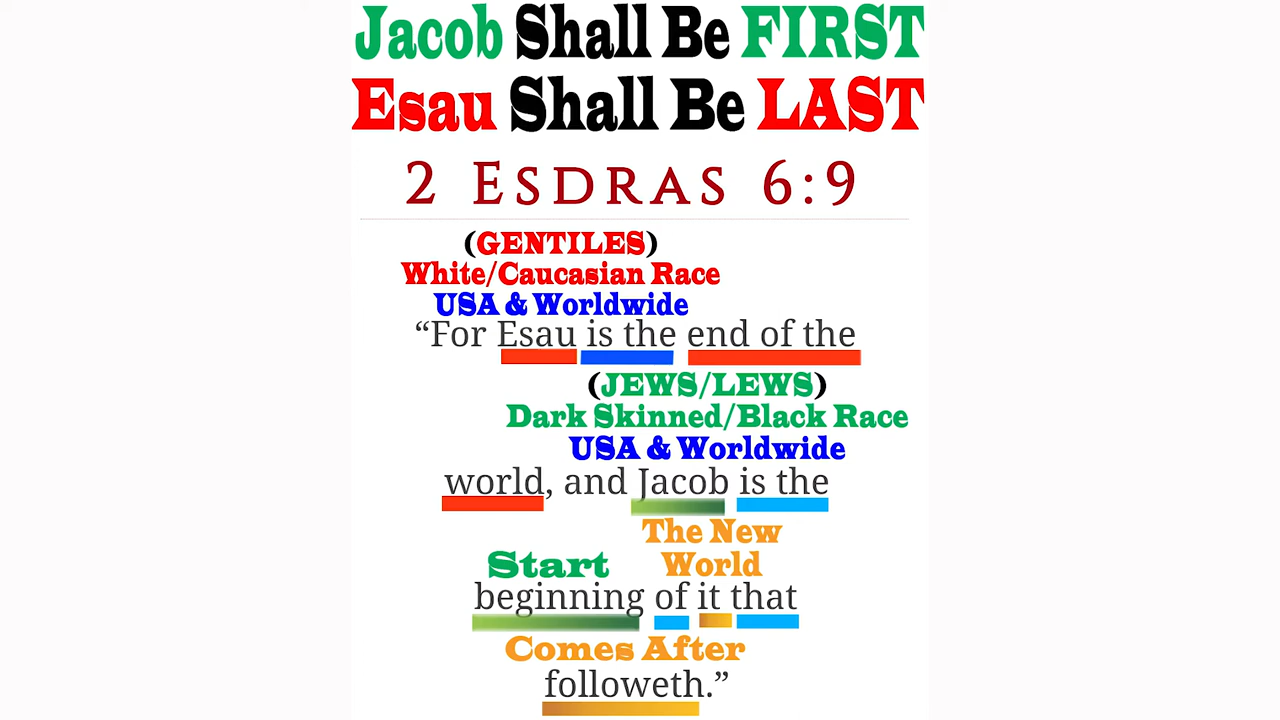 Jacob Shall Be FIRST
Esau Shall Be LAST
2 ESDRAS 6:9
(GENTILES)
White/Caucasian Race
USA & Worldwide
“For Esau is the end of the
(JEWS/LEWS)
Dark Skinned/Black Race
USA & Worldwide
world, and Jacob is the
The New
Start World
beginning of it that
Comes After
followeth.”